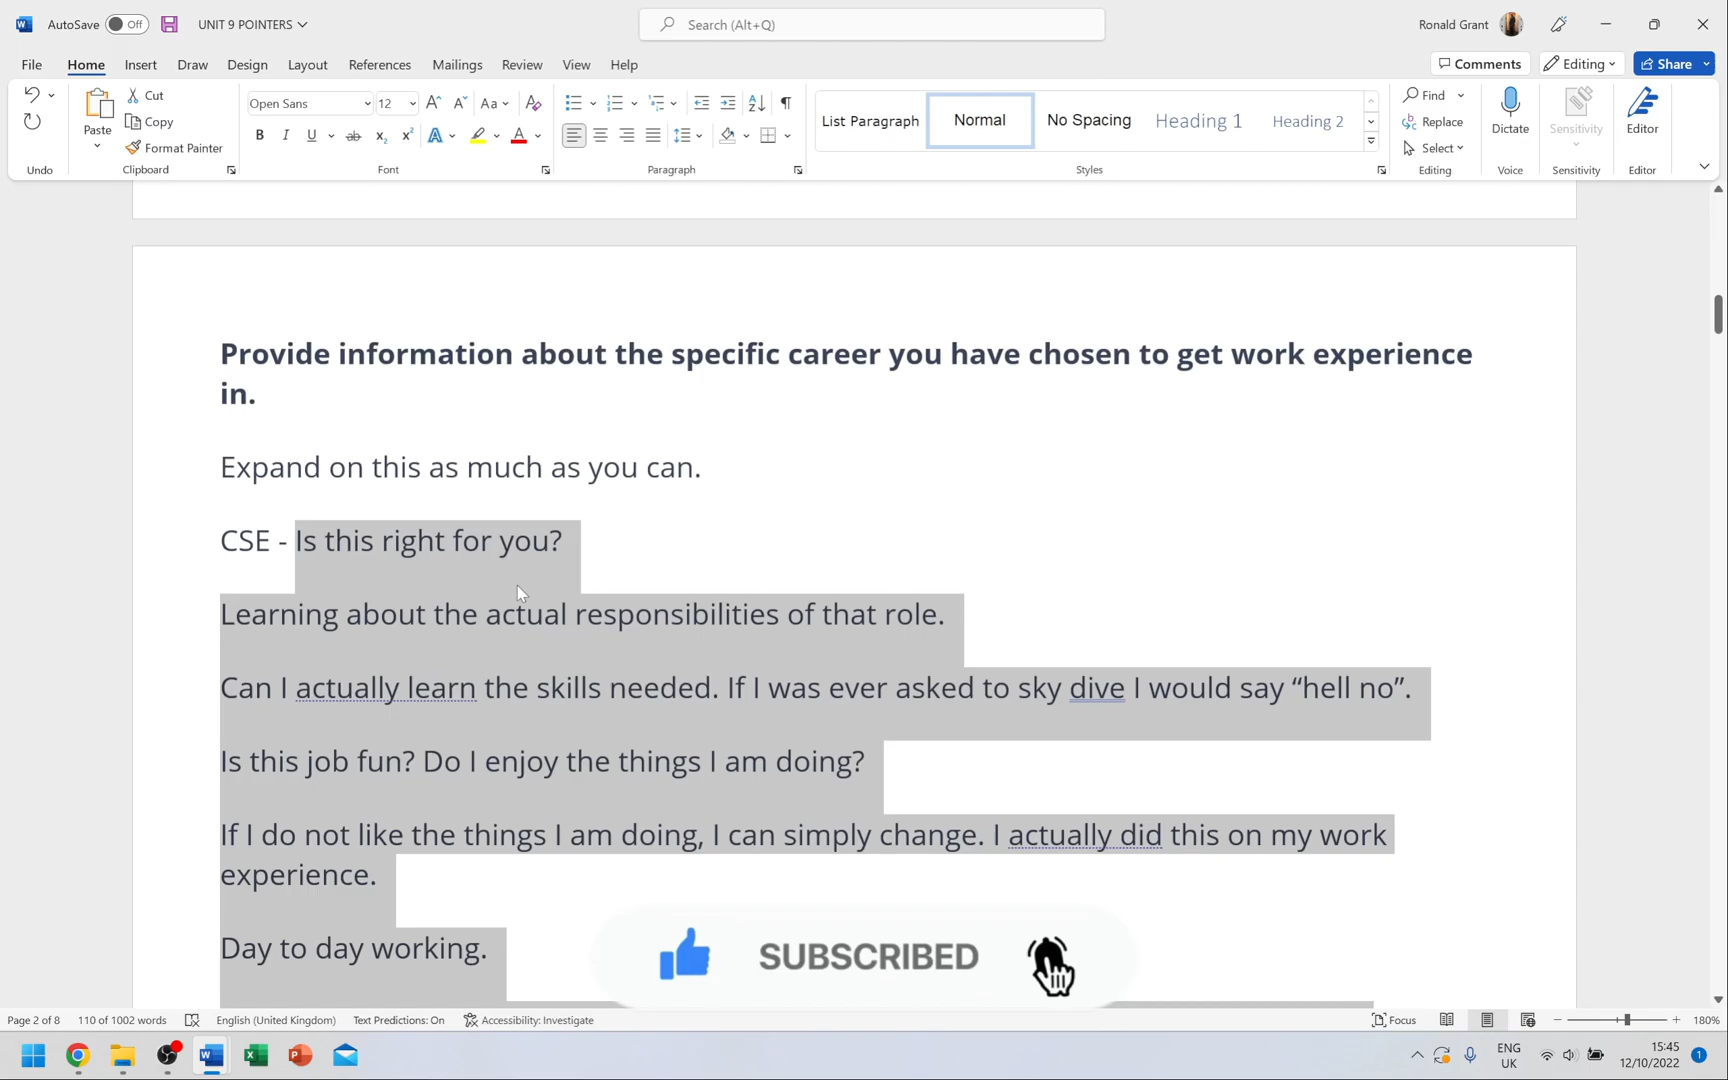 AutoSave Off UNIT 9 POINTERS Search (Alt+Q) Ronald Grant
File Home Insert Draw Design Layout References Mailings Review View Help Comments Editing Share
Cut Open Sans 12 Aa Find
Paste Copy List Paragraph Normal No Spacing Heading 1 Heading 2 Replace Dictate Sensitivity Editor
Format Painter B I U ab x₂ x² A A Select
Undo Clipboard Font Paragraph Styles Editing Voice Sensitivity Editor
Provide information about the specific career you have chosen to get work experience
in.
Expand on this as much as you can.
CSE - Is this right for you?
Learning about the actual responsibilities of that role.
Can I actually learn the skills needed. If I was ever asked to sky dive I would say “hell no”.
Is this job fun? Do I enjoy the things I am doing?
If I do not like the things I am doing, I can simply change. I actually did this on my work
experience.
Day to day working.
SUBSCRIBED
Page 2 of 8 110 of 1002 words English (United Kingdom) Text Predictions: On Accessibility: Investigate Focus 180%
ENG 15:45
UK 12/10/2022 1